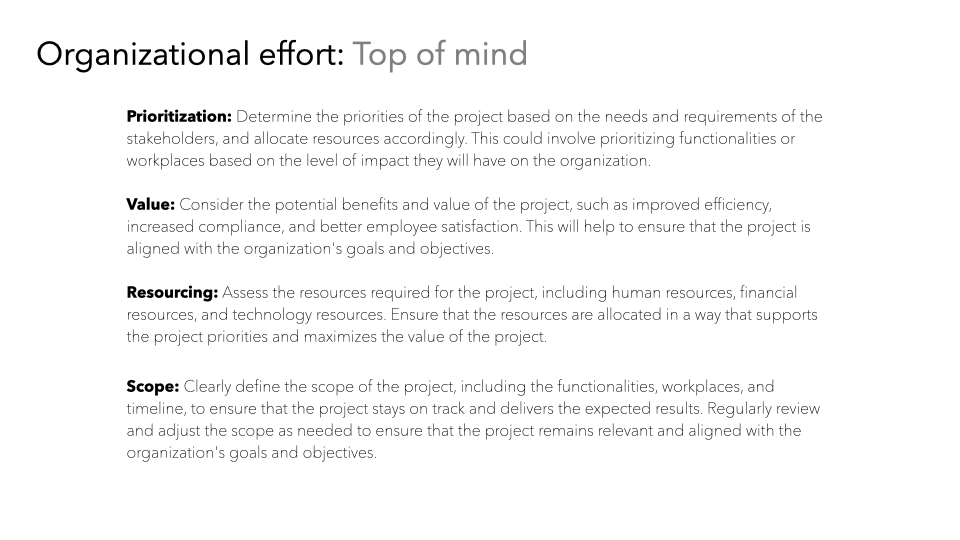 Organizational effort: Top of mind
Prioritization: Determine the priorities of the project based on the needs and requirements of the
stakeholders, and allocate resources accordingly. This could involve prioritizing functionalities or
workplaces based on the level of impact they will have on the organization.
Value: Consider the potential benefits and value of the project, such as improved efficiency,
increased compliance, and better employee satisfaction. This will help to ensure that the project is
aligned with the organization's goals and objectives.
Resourcing: Assess the resources required for the project, including human resources, financial
resources, and technology resources. Ensure that the resources are allocated in a way that supports
the project priorities and maximizes the value of the project.
Scope: Clearly define the scope of the project, including the functionalities, workplaces, and
timeline, to ensure that the project stays on track and delivers the expected results. Regularly review
and adjust the scope as needed to ensure that the project remains relevant and aligned with the
organization's goals and objectives.